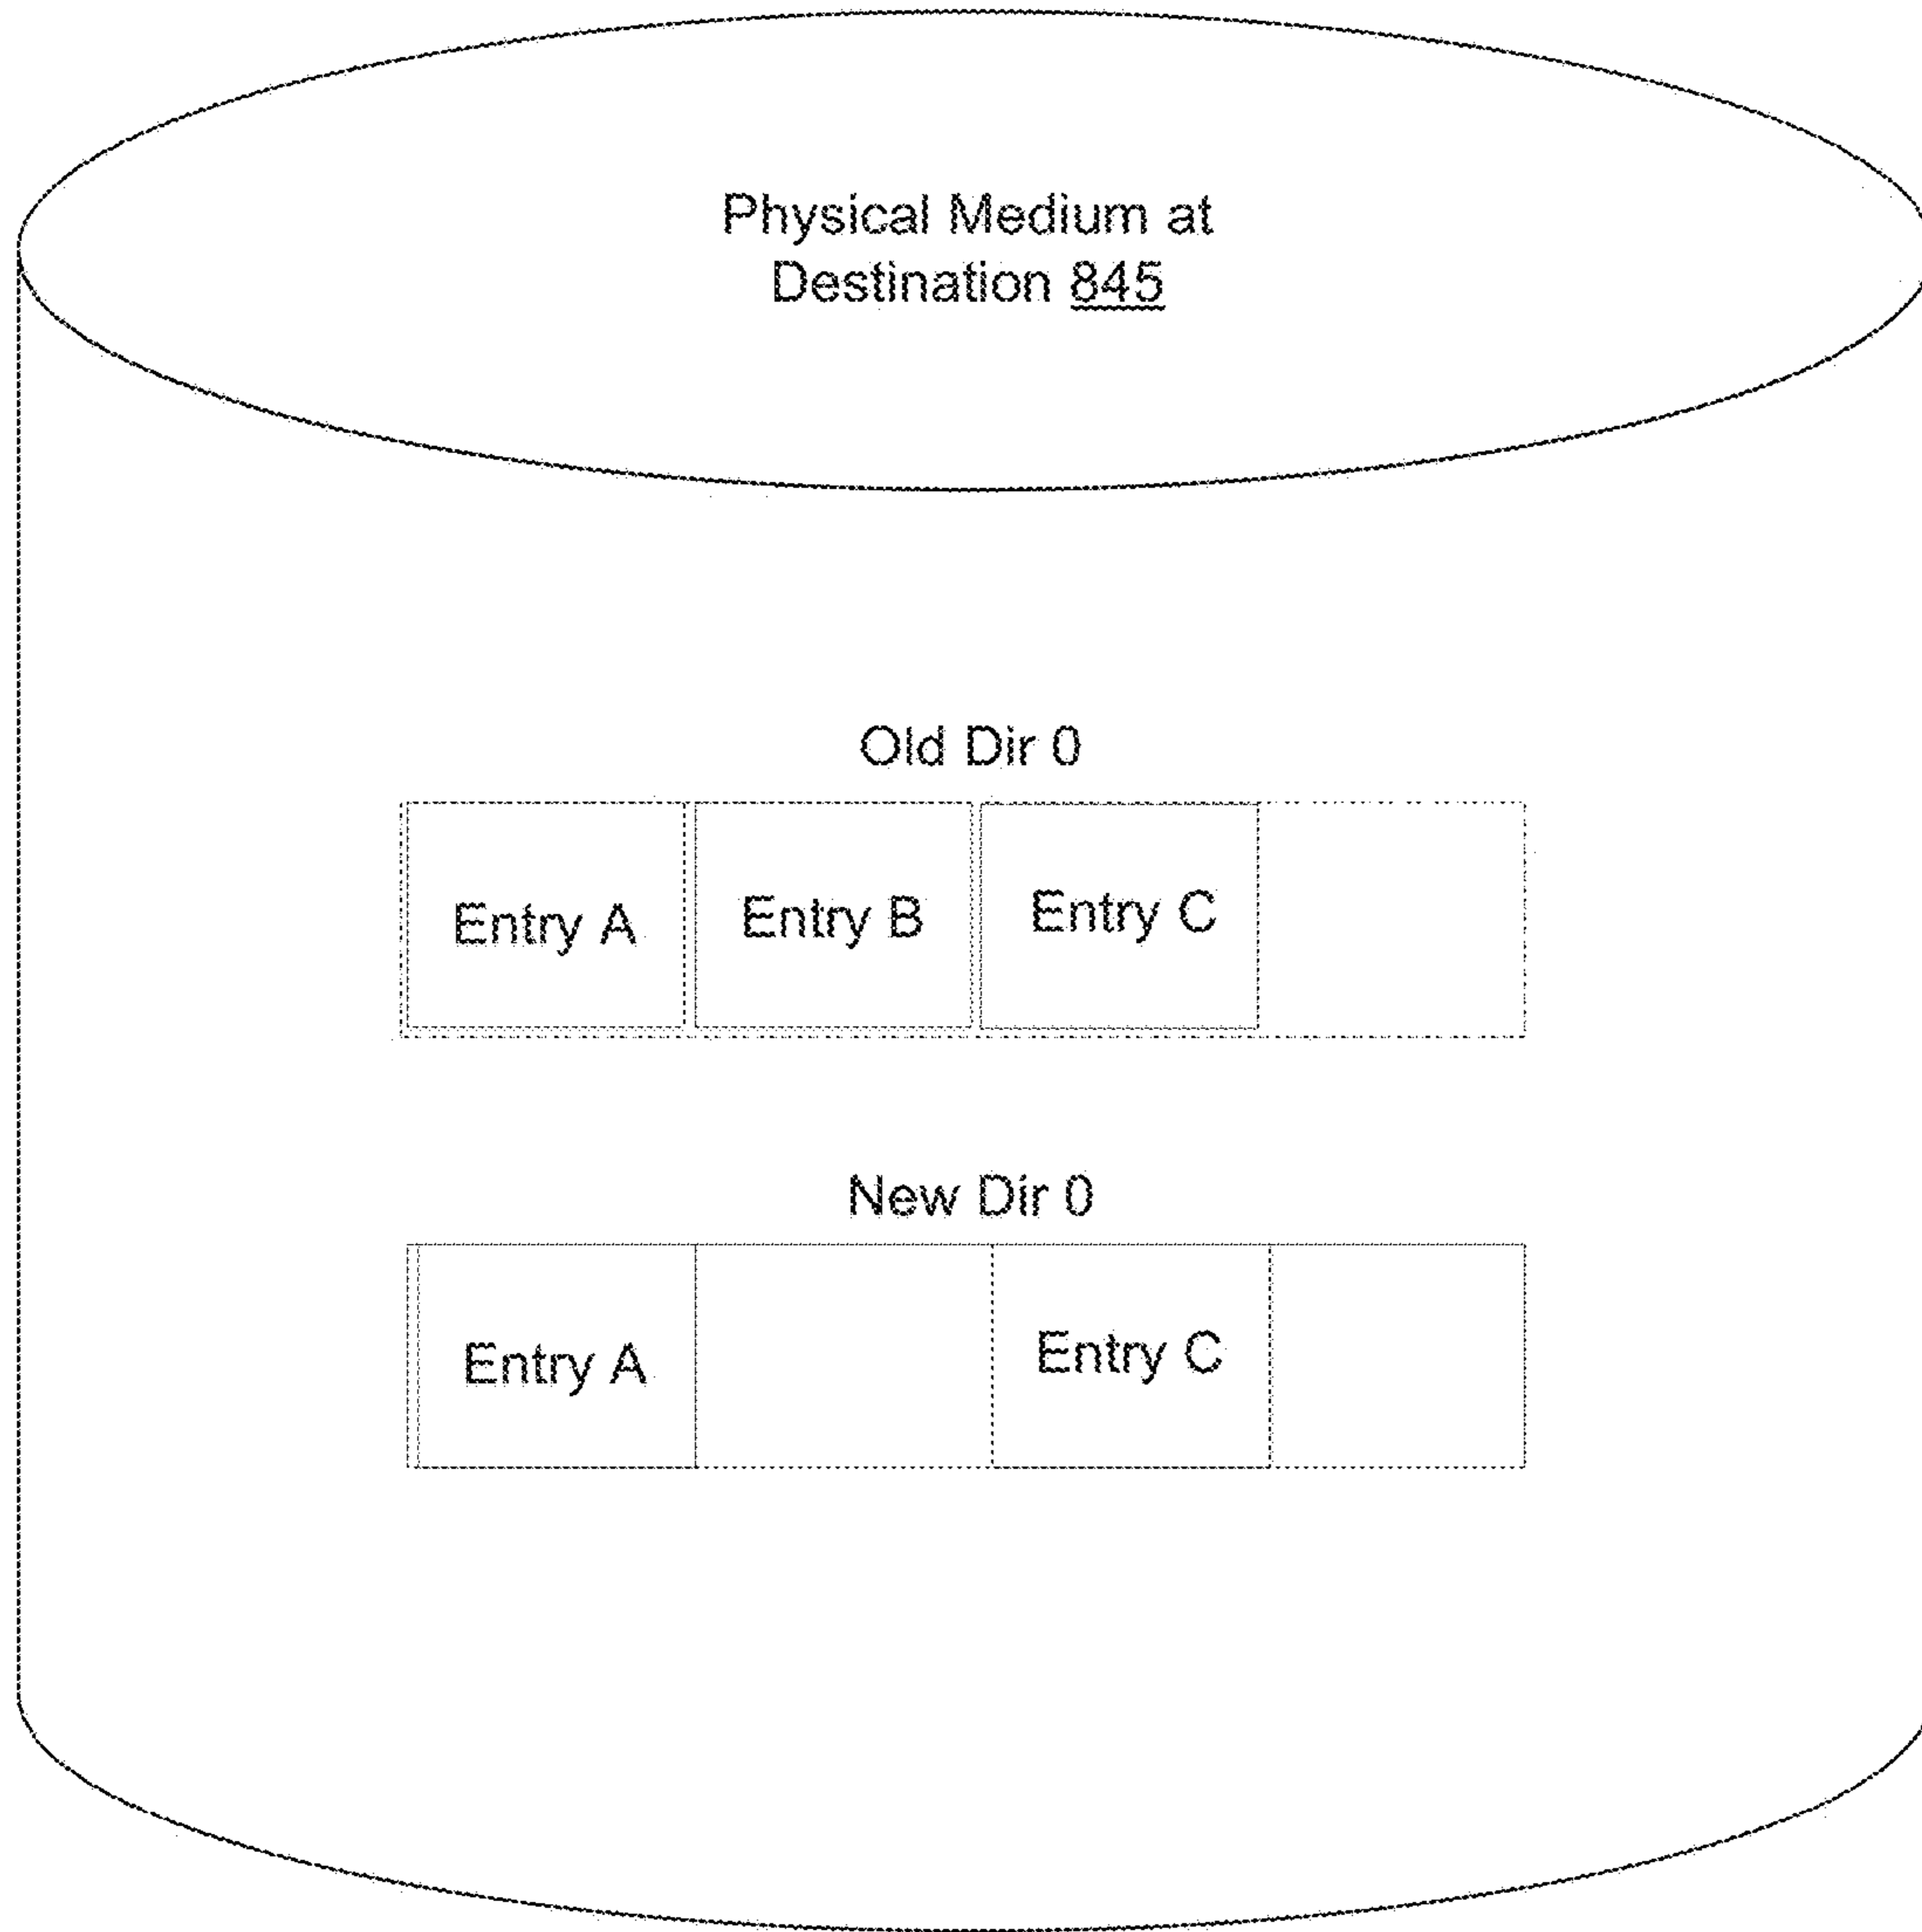 Physical Medium at
Destination 845
Old Dir 0
Entry A
Entry B
Entry C
New Dir 0
Entry A
Entry C